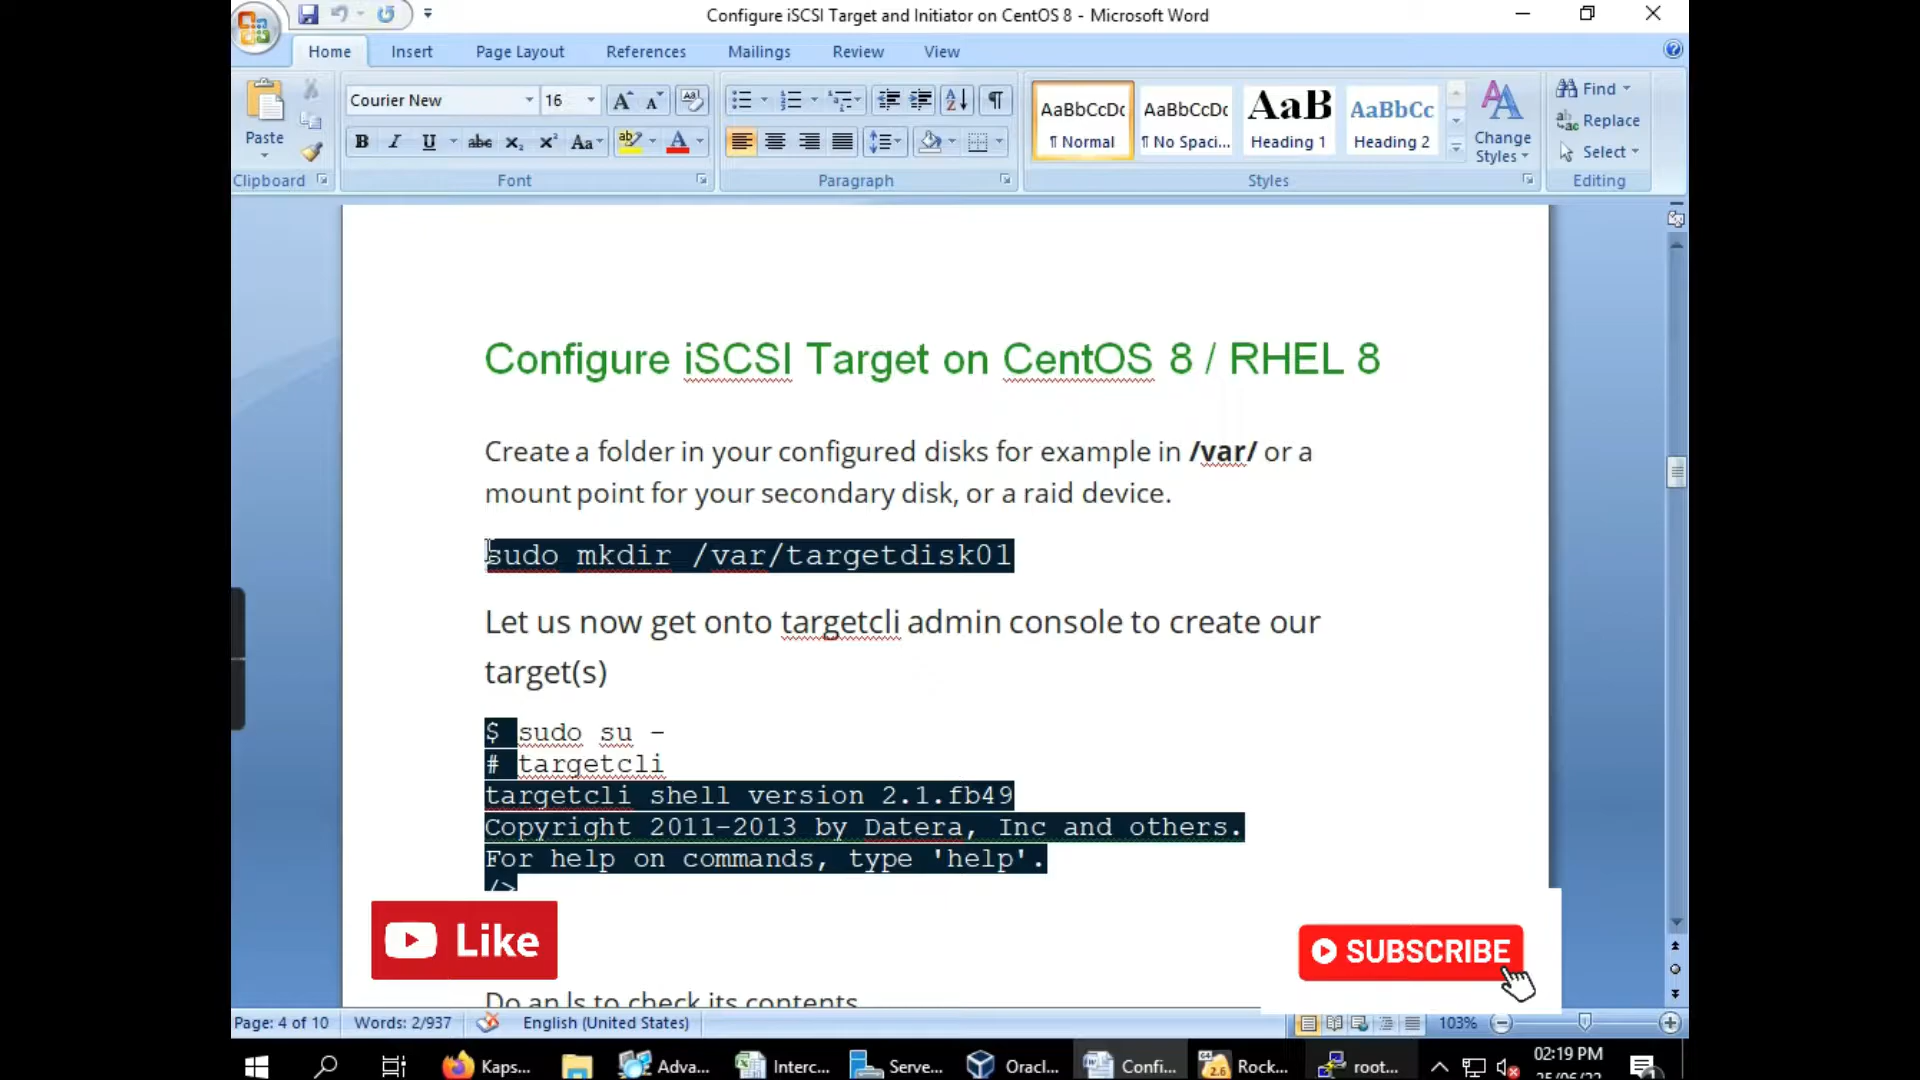 Configure iSCSI Target and Initiator on CentOS 8 - Microsoft Word
Home Insert Page Layout References Mailings Review View
Paste
Clipboard
Courier New 16
Font
Paragraph
AaBbCcDc AaBbCcDc AaB AaBbCc
¶ Normal ¶ No Spaci... Heading 1 Heading 2
Change
Styles
Styles
Find
Replace
Select
Editing
Configure iSCSI Target on CentOS 8 / RHEL 8
Create a folder in your configured disks for example in /var/ or a
mount point for your secondary disk, or a raid device.
sudo mkdir /var/targetdisk01
Let us now get onto targetcli admin console to create our
target(s)
$ sudo su -
# targetcli
targetcli shell version 2.1.fb49
Copyright 2011-2013 by Datera, Inc and others.
For help on commands, type 'help'.
/>
Like
SUBSCRIBE
Do an ls to check its contents
Page: 4 of 10 Words: 2/937 English (United States) 103%
Kaps... Adva... Interc... Serve... Oracl... Confi... Rock... root... 02:19 PM